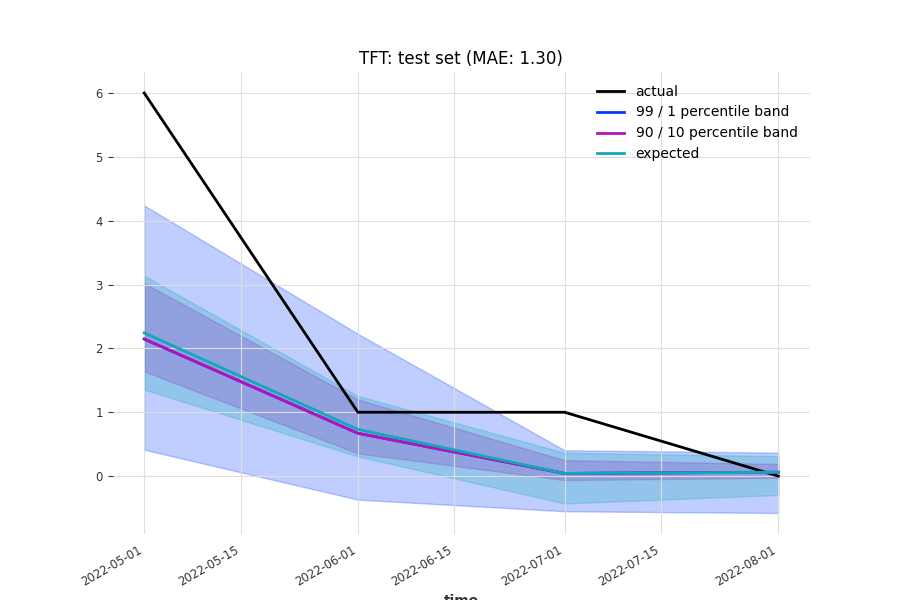 TFT: test set (MAE: 1.30)
actual
99 / 1 percentile band
90 / 10 percentile band
expected
6
5
4
3
2
1
0
2022-05-01
2022-05-15
2022-06-01
2022-06-15
2022-07-01
2022-07-15
2022-08-01
time